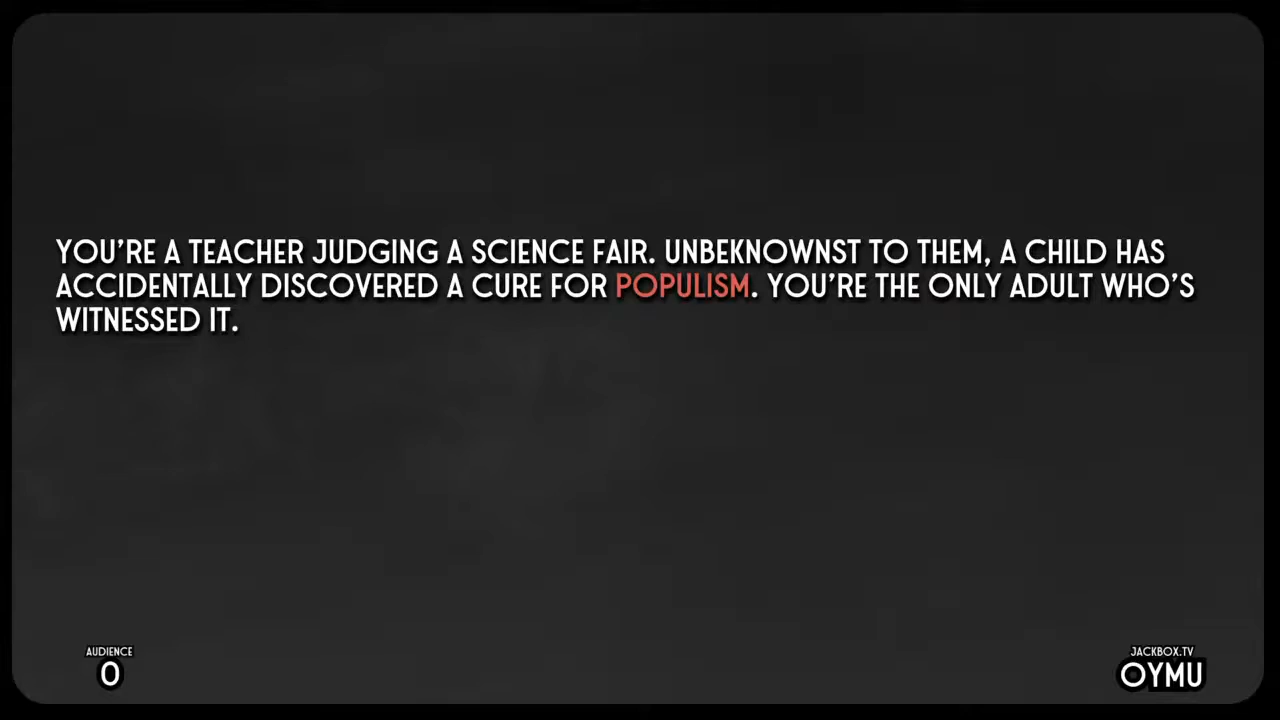 YOU'RE A TEACHER JUDGING A SCIENCE FAIR. UNBEKNOWNST TO THEM, A CHILD HAS
ACCIDENTALLY DISCOVERED A CURE FOR POPULISM. YOU'RE THE ONLY ADULT WHO'S
WITNESSED IT.
AUDIENCE
0
JACKBOX.TV
OYMU